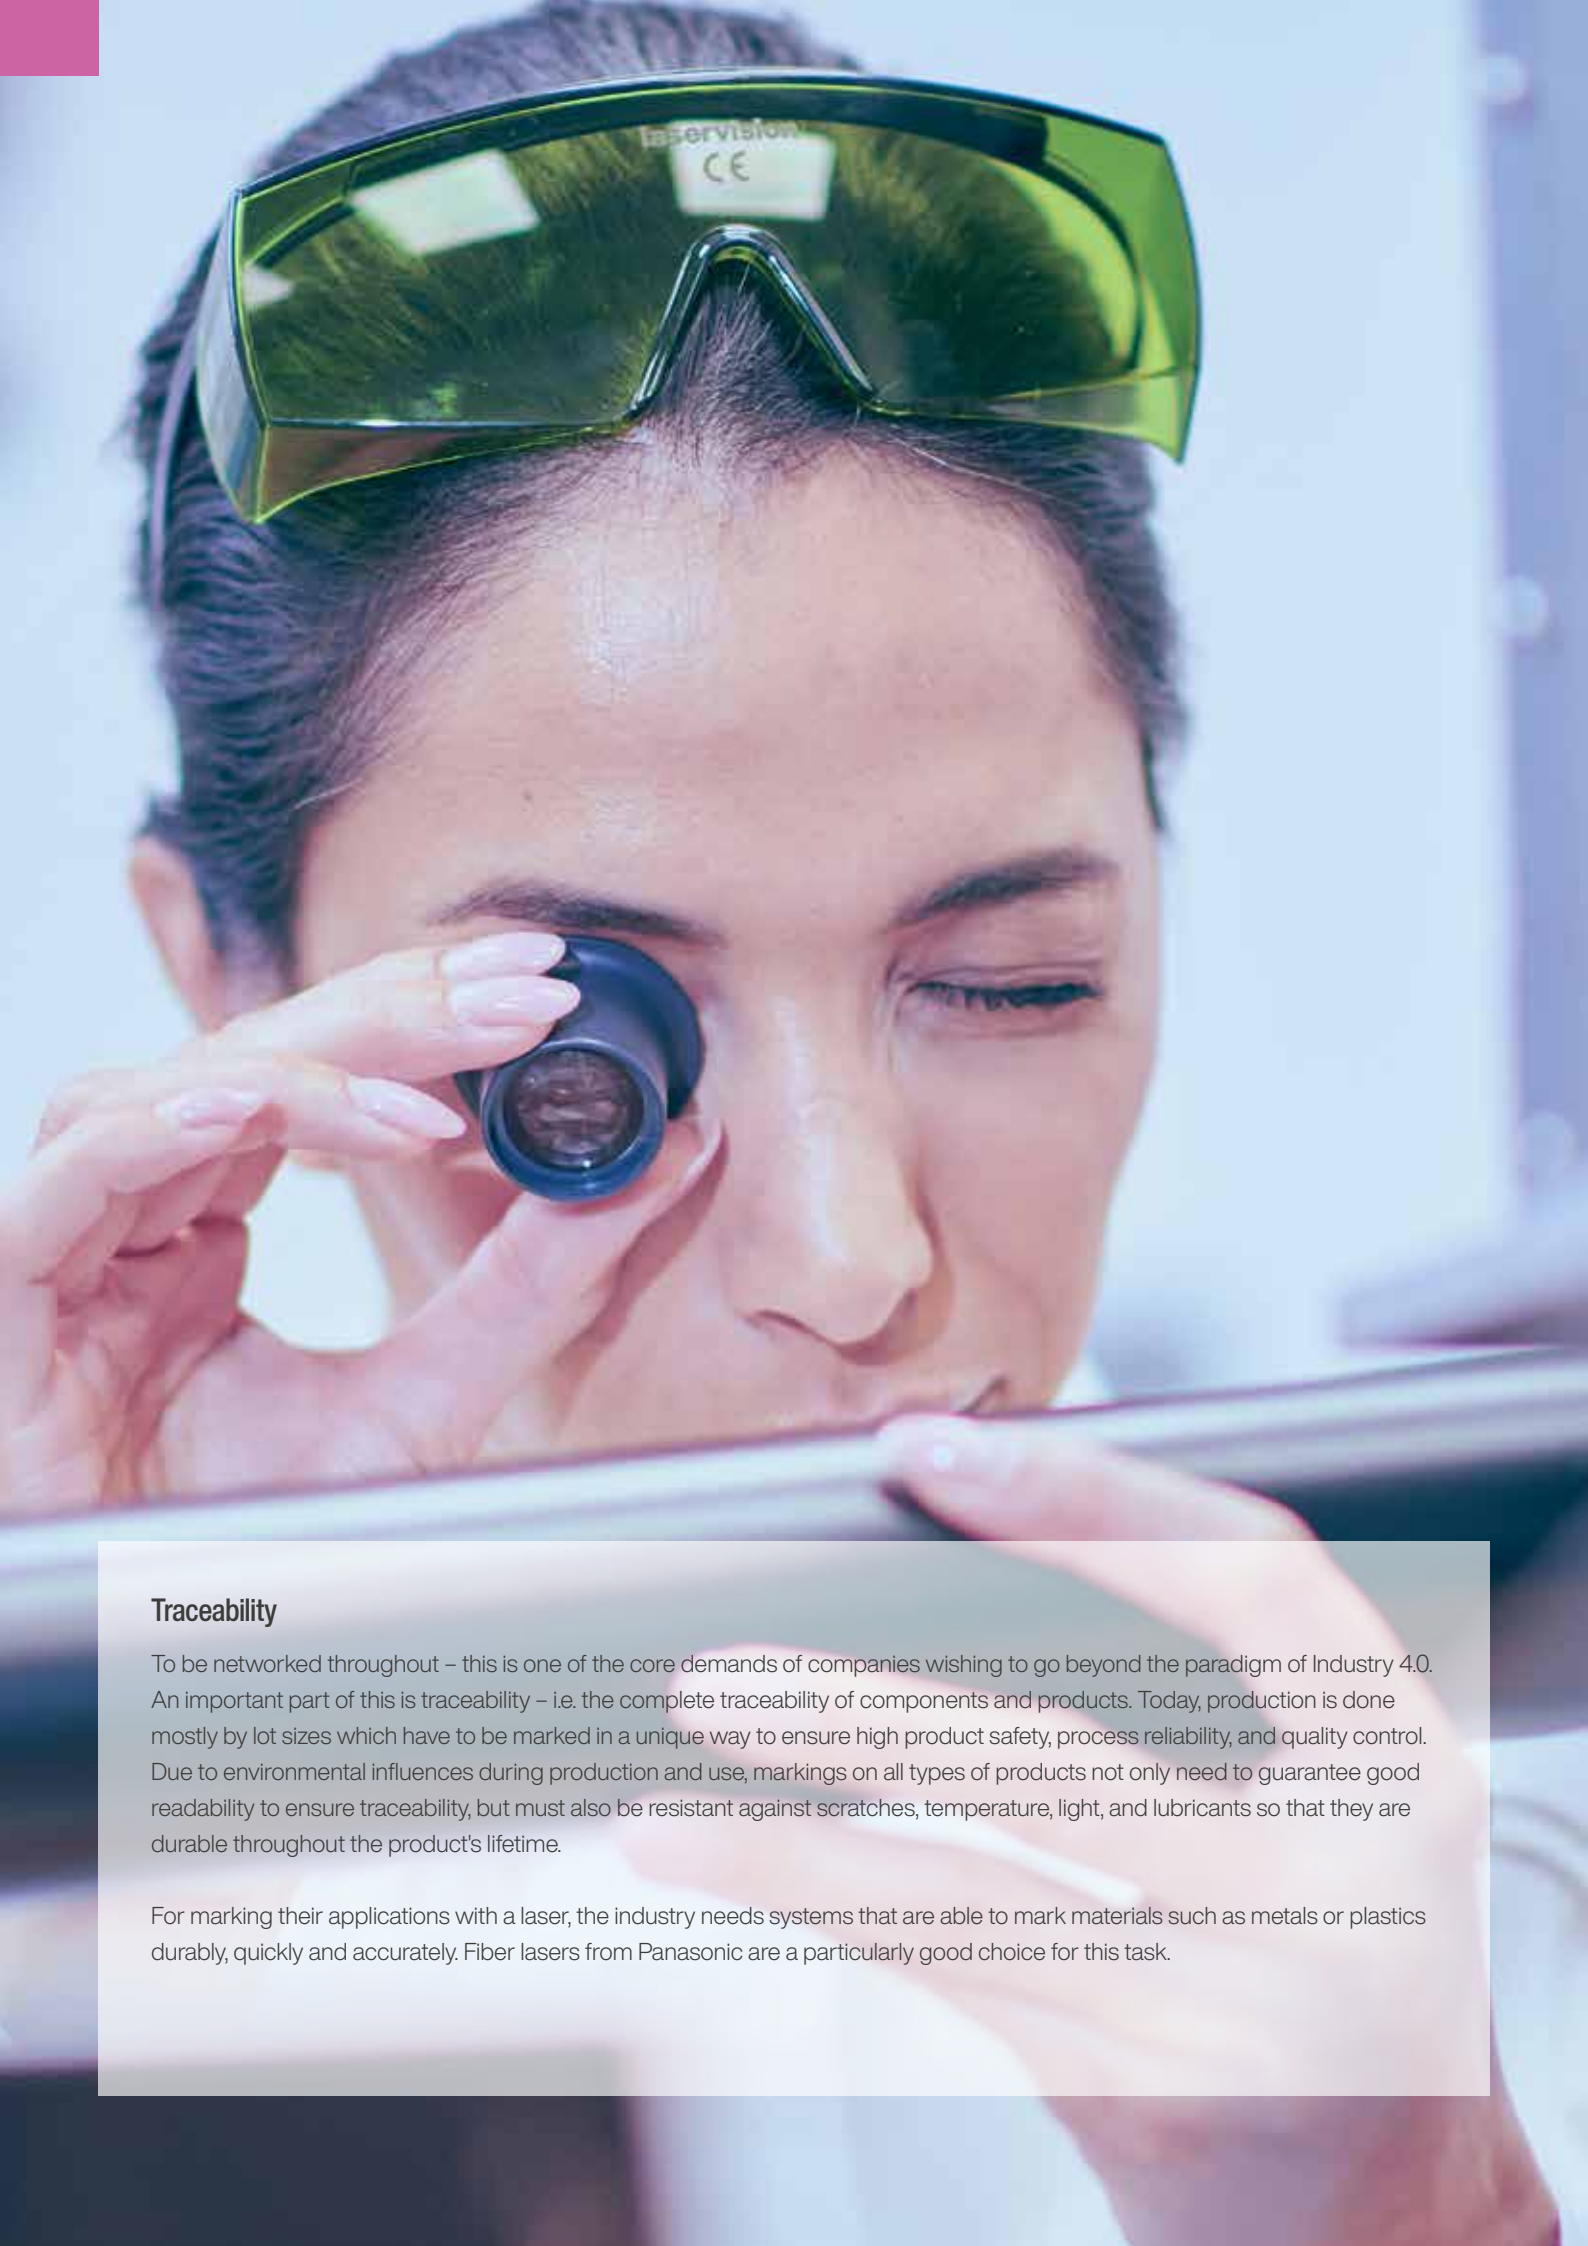 laservision
CE
Traceability
To be networked throughout – this is one of the core demands of companies wishing to go beyond the paradigm of Industry 4.0.
An important part of this is traceability – i.e. the complete traceability of components and products. Today, production is done
mostly by lot sizes which have to be marked in a unique way to ensure high product safety, process reliability, and quality control.
Due to environmental influences during production and use, markings on all types of products not only need to guarantee good
readability to ensure traceability, but must also be resistant against scratches, temperature, light, and lubricants so that they are
durable throughout the product's lifetime.
For marking their applications with a laser, the industry needs systems that are able to mark materials such as metals or plastics
durably, quickly and accurately. Fiber lasers from Panasonic are a particularly good choice for this task.